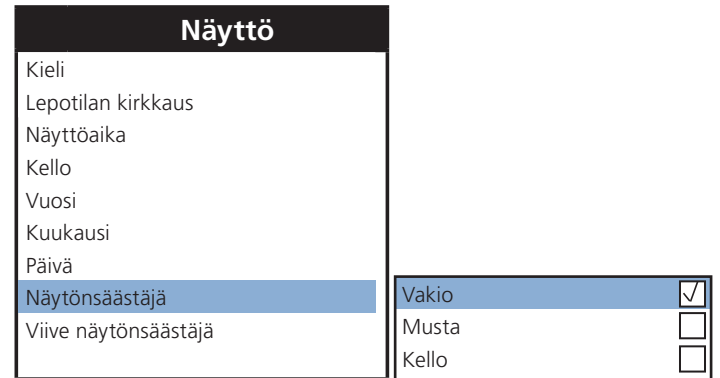 Näyttö
Kieli
Lepotilan kirkkaus
Näyttöaika
Kello
Vuosi
Kuukausi
Päivä
Näytönsäästäjä
Viive näytönsäästäjä
Vakio
Musta
Kello